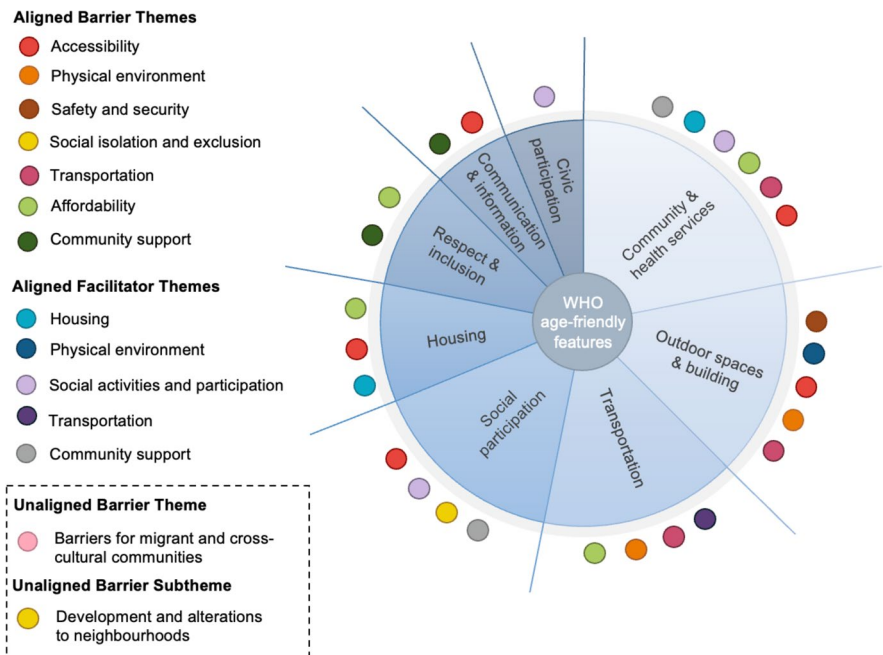 Aligned Barrier Themes
Accessibility
Physical environment
Safety and security
Social isolation and exclusion
Transportation
Affordability
Community support
Aligned Facilitator Themes
Housing
Physical environment
Social activities and participation
Transportation
Community support
Unaligned Barrier Theme
Barriers for migrant and cross-
cultural communities
Unaligned Barrier Subtheme
Development and alterations
to neighbourhoods
WHO
age-friendly
features
Community &
health services
Outdoor spaces
& building
Transportation
Social
participation
Housing
Respect &
inclusion
Communication
& information
Civic
participation